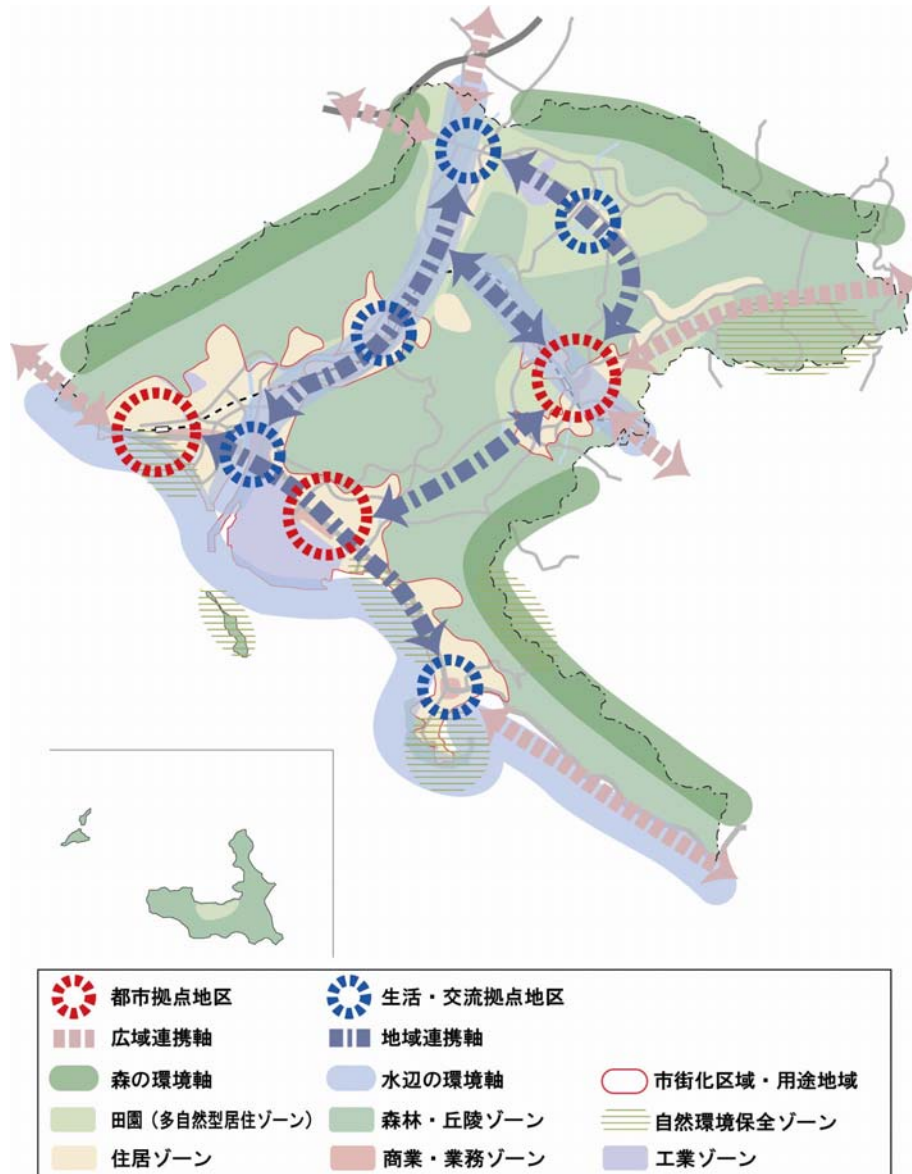 都市拠点地区 生活・交流拠点地区
広域連携軸 地域連携軸
森の環境軸 水辺の環境軸 市街化区域・用途地域
田園（多自然型居住ゾーン） 森林・丘陵ゾーン 自然環境保全ゾーン
住居ゾーン 商業・業務ゾーン 工業ゾーン